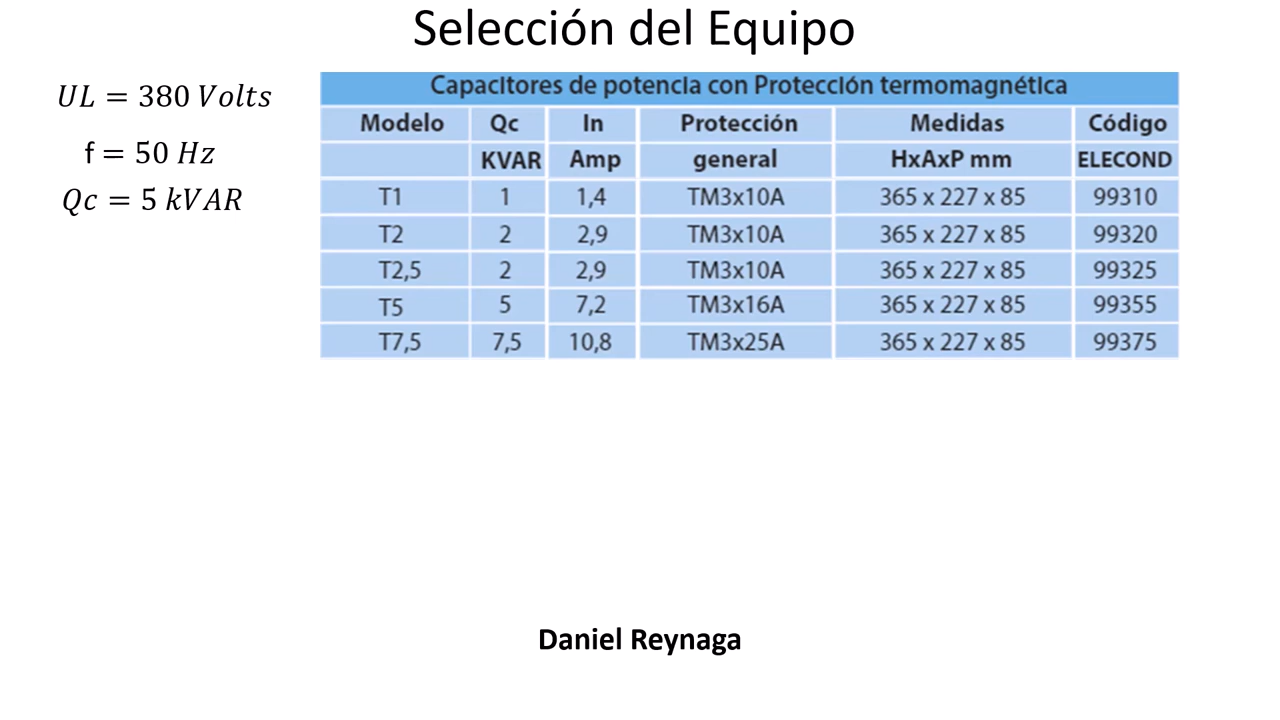 Selección del Equipo
UL = 380 Volts
f = 50 Hz
Qc = 5 kVAR
Capacitores de potencia con Protección termomagnética
Modelo Qc In Protección Medidas Código
KVAR Amp general HxAxP mm ELECOND
T1 1 1,4 TM3x10A 365 x 227 x 85 99310
T2 2 2,9 TM3x10A 365 x 227 x 85 99320
T2,5 2 2,9 TM3x10A 365 x 227 x 85 99325
T5 5 7,2 TM3x16A 365 x 227 x 85 99355
T7,5 7,5 10,8 TM3x25A 365 x 227 x 85 99375
Daniel Reynaga